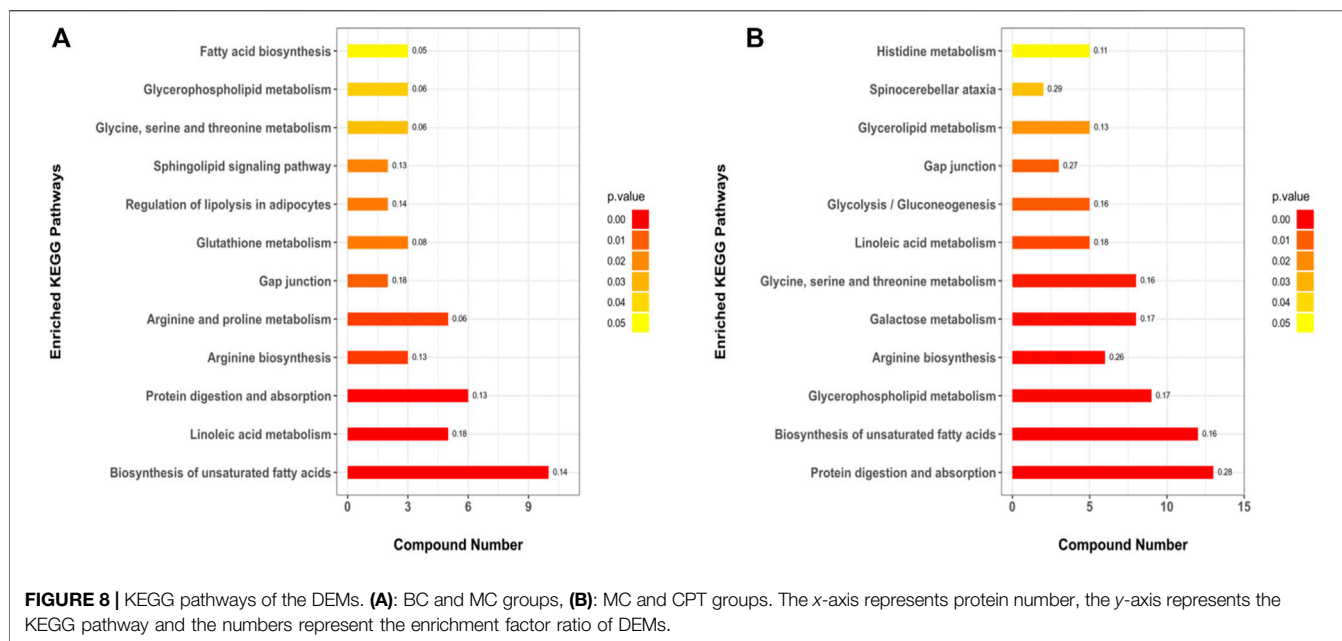 A
Enriched KEGG Pathways
Fatty acid biosynthesis 0.05
Glycerophospholipid metabolism 0.06
Glycine, serine and threonine metabolism 0.06
Sphingolipid signaling pathway 0.13
Regulation of lipolysis in adipocytes 0.14
Glutathione metabolism 0.08
Gap junction 0.18
Arginine and proline metabolism 0.06
Arginine biosynthesis 0.13
Protein digestion and absorption 0.13
Linoleic acid metabolism 0.18
Biosynthesis of unsaturated fatty acids 0.14
0 3 6 9
Compound Number
p.value
0.00
0.01
0.02
0.03
0.04
0.05
B
Enriched KEGG Pathways
Histidine metabolism 0.11
Spinocerebellar ataxia 0.29
Glycerolipid metabolism 0.13
Gap junction 0.27
Glycolysis / Gluconeogenesis 0.16
Linoleic acid metabolism 0.18
Glycine, serine and threonine metabolism 0.16
Galactose metabolism 0.17
Arginine biosynthesis 0.26
Glycerophospholipid metabolism 0.17
Biosynthesis of unsaturated fatty acids 0.16
Protein digestion and absorption 0.28
0 5 10 15
Compound Number
p.value
0.00
0.01
0.02
0.03
0.04
0.05
FIGURE 8 | KEGG pathways of the DEMs. (A): BC and MC groups, (B): MC and CPT groups. The x-axis represents protein number, the y-axis represents the
KEGG pathway and the numbers represent the enrichment factor ratio of DEMs.